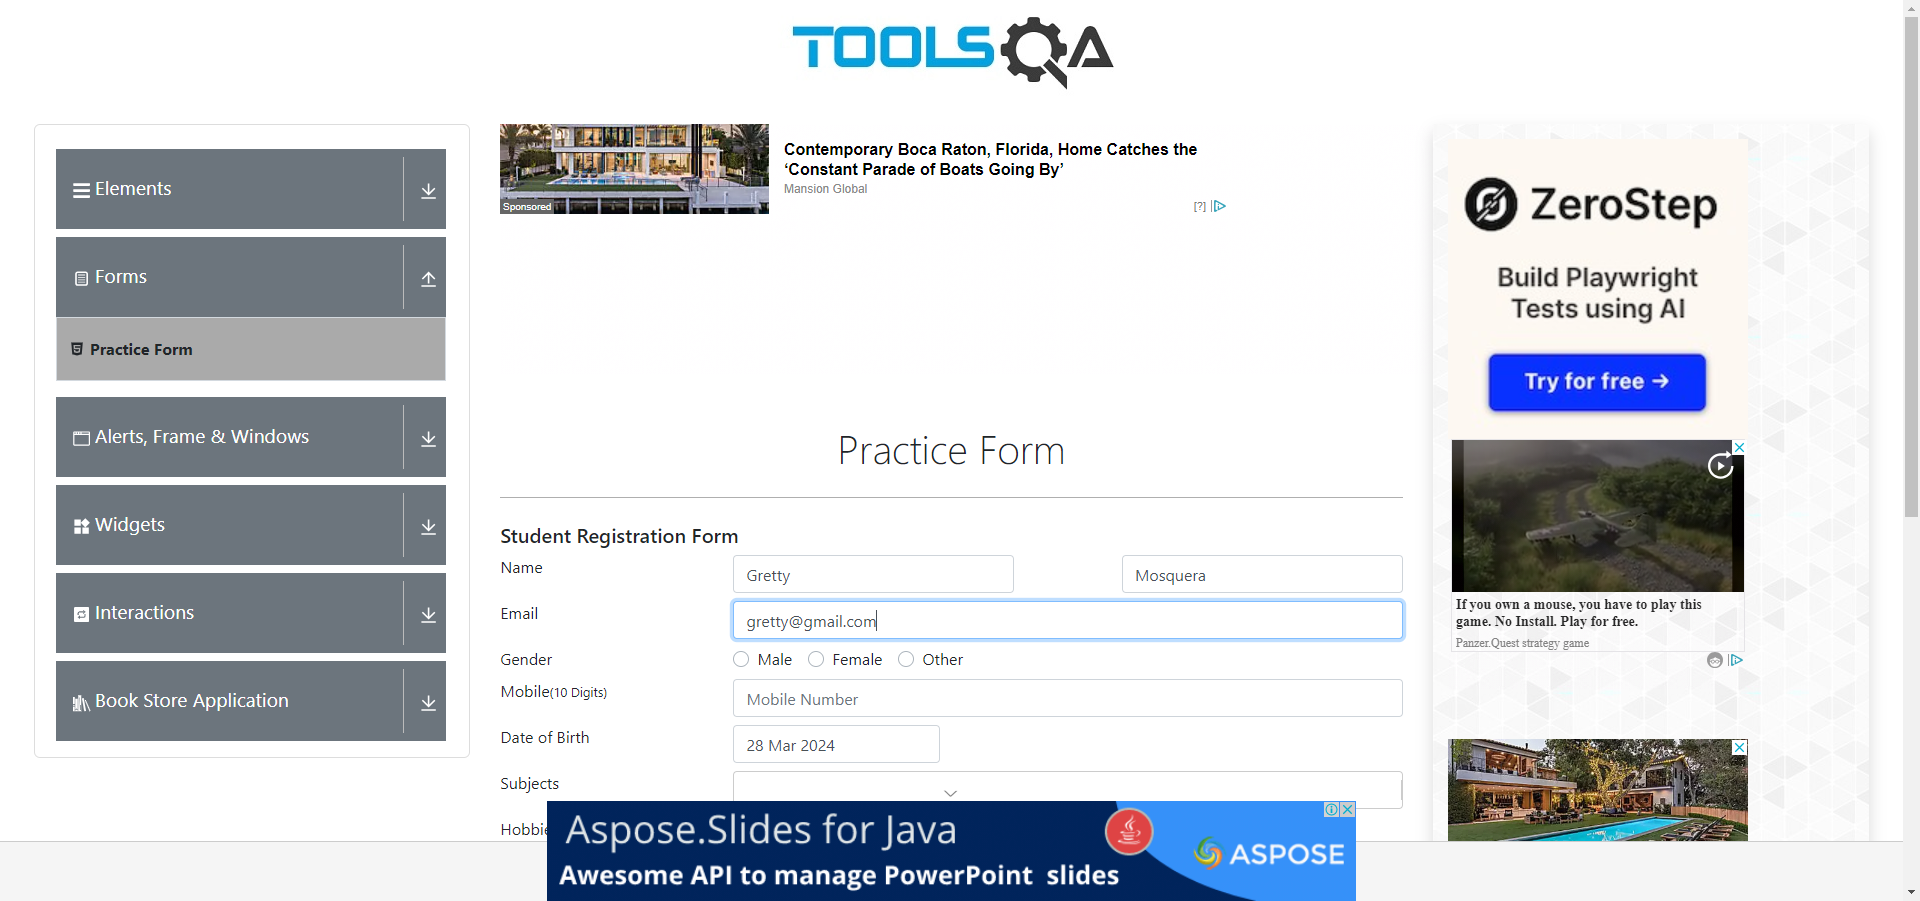 TOOLSQA
Elements
Forms
Practice Form
Alerts, Frame & Windows
Widgets
Interactions
Book Store Application
Sponsored
Contemporary Boca Raton, Florida, Home Catches the
‘Constant Parade of Boats Going By’
Mansion Global
[?]
Practice Form
Student Registration Form
Name
Gretty
Mosquera
Email
gretty@gmail.com
Gender
Male
Female
Other
Mobile(10 Digits)
Mobile Number
Date of Birth
28 Mar 2024
Subjects
Hobbie
Aspose.Slides for Java
Awesome API to manage PowerPoint slides
ASPOSE
ZeroStep
Build Playwright
Tests using AI
Try for free →
If you own a mouse, you have to play this
game. No Install. Play for free.
Panzer.Quest strategy game